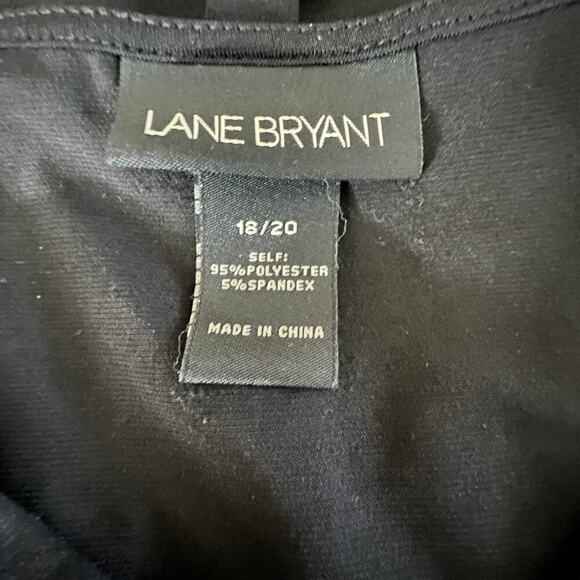 LANE BRYANT
18/20
SELF:
95%POLYESTER
5%SPANDEX
MADE IN CHINA